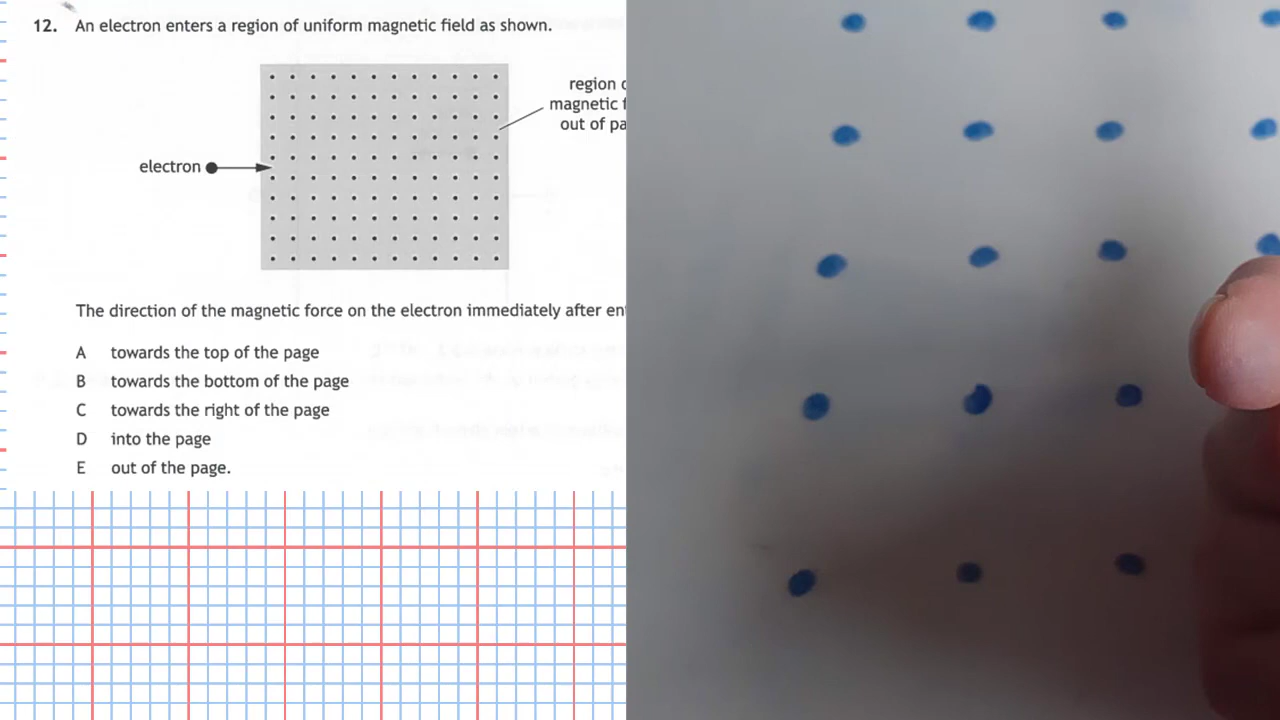 12. An electron enters a region of uniform magnetic field as shown.
region
magnetic
out of
electron
The direction of the magnetic force on the electron immediately after
A towards the top of the page
B towards the bottom of the page
C towards the right of the page
D into the page
E out of the page.